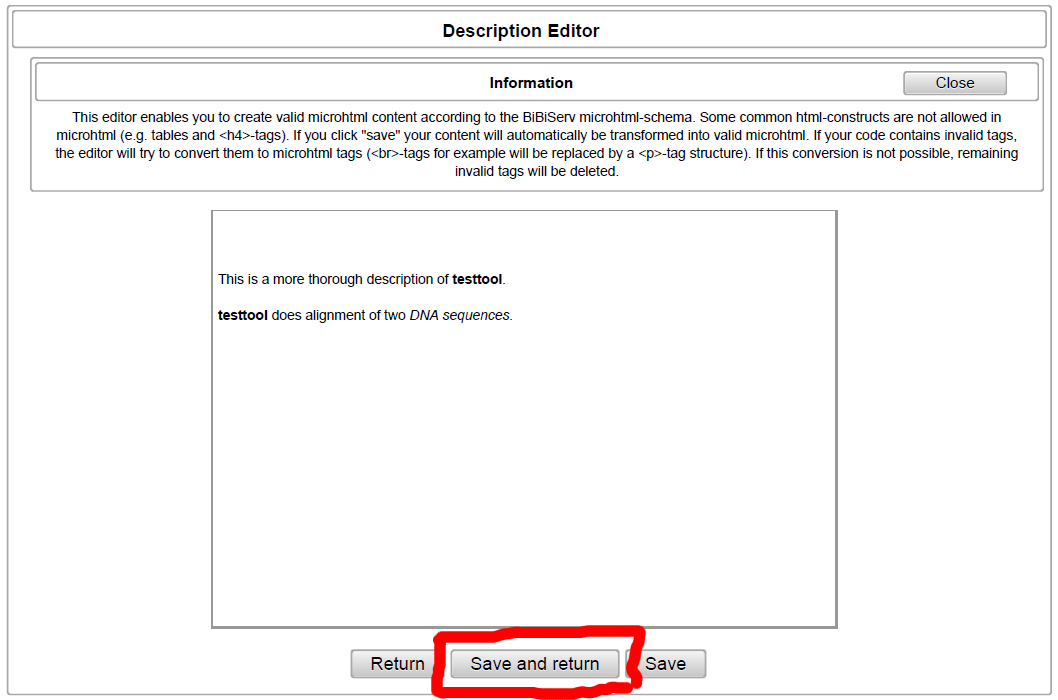 Description Editor
Information
Close
This editor enables you to create valid microhtml content according to the BiBiServ microhtml-schema. Some common html-constructs are not allowed in
microhtml (e.g. tables and <h4>-tags). If you click "save" your content will automatically be transformed into valid microhtml. If your code contains invalid tags,
the editor will try to convert them to microhtml tags (<br>-tags for example will be replaced by a <p>-tag structure). If this conversion is not possible, remaining
invalid tags will be deleted.
This is a more thorough description of testtool.
testtool does alignment of two DNA sequences.
Return
Save and return
Save